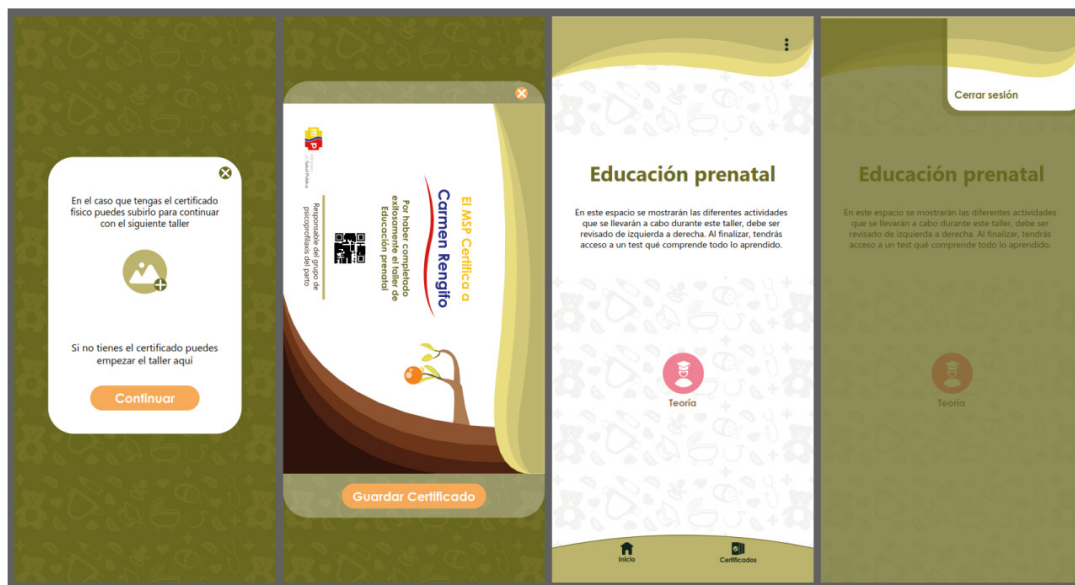 En el caso que tengas el certificado
físico puedes subirlo para continuar
con el siguiente taller
Si no tienes el certificado puedes
empezar el taller aquí
Continuar
El MSP Certifica a
Carmen Rengifo
Por haber completado
exitosamente el taller de
Educación prenatal
Responsable del grupo de
psicoprofilaxis del parto
Guardar Certificado
Educación prenatal
En este espacio se mostrarán las diferentes actividades
que se llevarán a cabo durante este taller, debe ser
revisado de izquierda a derecha. Al finalizar, tendrás
acceso a un test qué comprende todo lo aprendido.
Teoría
Inicio
Certificados
Cerrar sesión
Educación prenatal
En este espacio se mostrarán las diferentes actividades
que se llevarán a cabo durante este taller, debe ser
revisado de izquierda a derecha. Al finalizar, tendrás
acceso a un test qué comprende todo lo aprendido.
Teoría